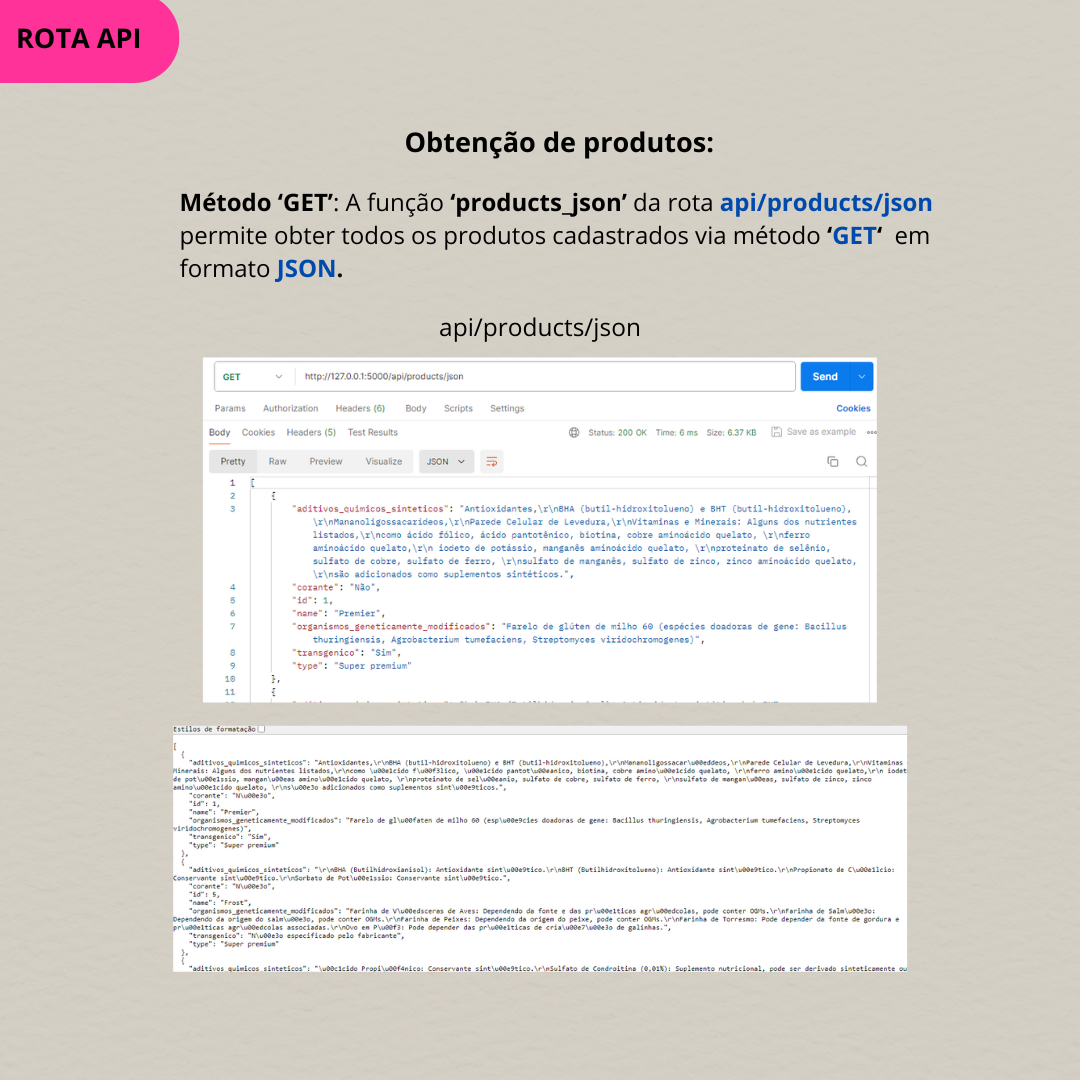 ROTA API
Obtenção de produtos:
Método ‘GET’: A função ‘products_json’ da rota api/products/json
permite obter todos os produtos cadastrados via método ‘GET‘ em
formato JSON.
api/products/json
GET http://127.0.0.1:5000/api/products/json Send
Params Authorization Headers (6) Body Scripts Settings Cookies
Body Cookies Headers (5) Test Results Status: 200 OK Time: 6 ms Size: 6.37 KB Save as example
Pretty Raw Preview Visualize JSON
1 [
2 {
3 "aditivos_quimicos_sinteticos": "Antioxidantes,\r\nBHA (butil-hidroxitolueno) e BHT (butil-hidroxitolueno),
\r\nMananoligossacarídeos,\r\nParede Celular de Levedura,\r\nVitaminas e Minerais: Alguns dos nutrientes
listados,\r\ncomo ácido fólico, ácido pantotênico, biotina, cobre aminoácido quelato, \r\nferro
aminoácido quelato,\r\n iodeto de potássio, manganês aminoácido quelato, \r\nproteinato de selênio,
sulfato de cobre, sulfato de ferro, \r\nsulfato de manganês, sulfato de zinco, zinco aminoácido quelato,
\r\nsão adicionados como suplementos sintéticos.",
4 "corante": "Não",
5 "id": 1,
6 "name": "Premier",
7 "organismos_geneticamente_modificados": "Farelo de glúten de milho 60 (espécies doadoras de gene: Bacillus
thuringiensis, Agrobacterium tumefaciens, Streptomyces viridochromogenes)",
8 "transgenico": "Sim",
9 "type": "Super premium"
10 },
11 {
Estilos de formatação
[
{
"aditivos_quimicos_sinteticos": "Antioxidantes,\r\nBHA (butil-hidroxitolueno) e BHT (butil-hidroxitolueno),\r\nMananoligossacar\u00eddeos,\r\nParede Celular de Levedura,\r\nVitaminas e
Minerais: Alguns dos nutrientes listados,\r\ncomo \u00e1cido f\u00f3lico, \u00e1cido pantot\u00eanico, biotina, cobre amino\u00e1cido quelato, \r\nferro amino\u00e1cido quelato,\r\n iodeto
de pot\u00e1ssio, mangan\u00eas amino\u00e1cido quelato, \r\nproteinato de sel\u00eanio, sulfato de cobre, sulfato de ferro, \r\nsulfato de mangan\u00eas, sulfato de zinco, zinco
amino\u00e1cido quelato, \r\ns\u00e3o adicionados como suplementos sint\u00e9ticos.",
"corante": "N\u00e3o",
"id": 1,
"name": "Premier",
"organismos_geneticamente_modificados": "Farelo de gl\u00faten de milho 60 (esp\u00e9cies doadoras de gene: Bacillus thuringiensis, Agrobacterium tumefaciens, Streptomyces
viridochromogenes)",
"transgenico": "Sim",
"type": "Super premium"
},
{
"aditivos_quimicos_sinteticos": "\r\nBHA (Butilhidroxianisol): Antioxidante sint\u00e9tico.\r\nBHT (Butilhidroxitolueno): Antioxidante sint\u00e9tico.\r\nPropionato de C\u00e1lcio:
Conservante sint\u00e9tico.\r\nSorbato de Pot\u00e1ssio: Conservante sint\u00e9tico.",
"corante": "N\u00e3o",
"id": 5,
"name": "Frost",
"organismos_geneticamente_modificados": "Farinha de V\u00edsceras de Aves: Dependendo da fonte e das pr\u00e1ticas agr\u00edcolas, pode conter OGMs.\r\nFarinha de Salm\u00e3o:
Dependendo da origem do salm\u00e3o, pode conter OGMs.\r\nFarinha de Peixes: Dependendo da origem do peixe, pode conter OGMs.\r\nFarinha de Torresmo: Pode depender da fonte de gordura e
pr\u00e1ticas agr\u00edcolas associadas.\r\nOvo em P\u00f3: Pode depender das pr\u00e1ticas de cria\u00e7\u00e3o de galinhas.",
"transgenico": "N\u00e3o especificado pelo fabricante",
"type": "Super premium"
},
{
"aditivos_quimicos_sinteticos": "\u00c1cido Propi\u00f4nico: Conservante sint\u00e9tico.\r\nSulfato de Condroitina (0,01%): Suplemento nutricional, pode ser derivado sinteticamente ou